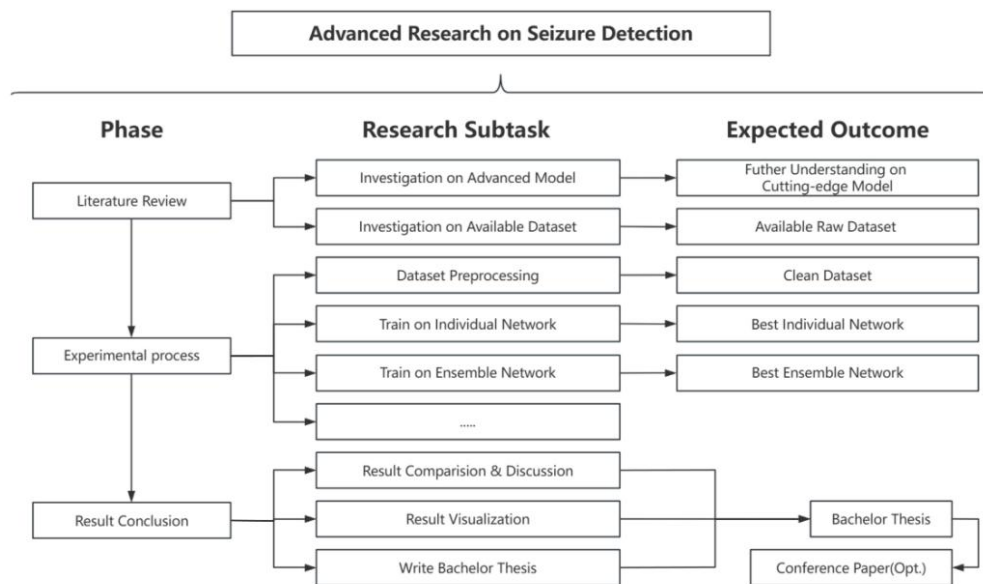 Advanced Research on Seizure Detection
Phase
Research Subtask
Expected Outcome
Literature Review
Investigation on Advanced Model
Futher Understanding on
Cutting-edge Model
Investigation on Available Dataset
Available Raw Dataset
Dataset Preprocessing
Clean Dataset
Train on Individual Network
Best Individual Network
Experimental process
Train on Ensemble Network
Best Ensemble Network
.....
Result Comparision & Discussion
Result Conclusion
Result Visualization
Bachelor Thesis
Write Bachelor Thesis
Conference Paper(Opt.)